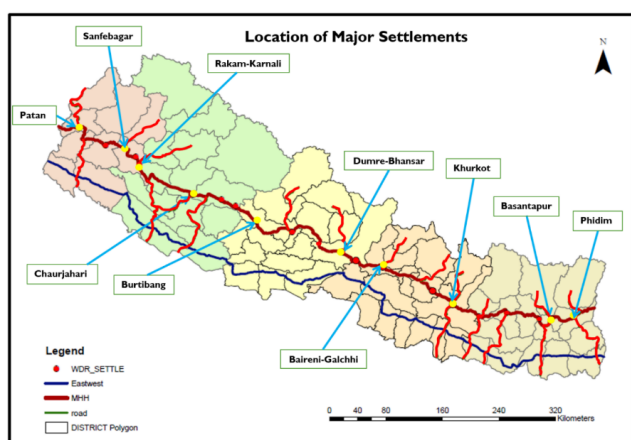 Location of Major Settlements
N
Sanfebagar
Rakam-Karnali
Patan
Dumre-Bhansar
Khurkot
Basantapur
Phidim
Chaurjahari
Burtibang
Baireni-Galchhi
Legend
WDR_SETTLE
Eastwest
MHH
road
DISTRICT Polygon
0 40 80 160 240 320
Kilometers